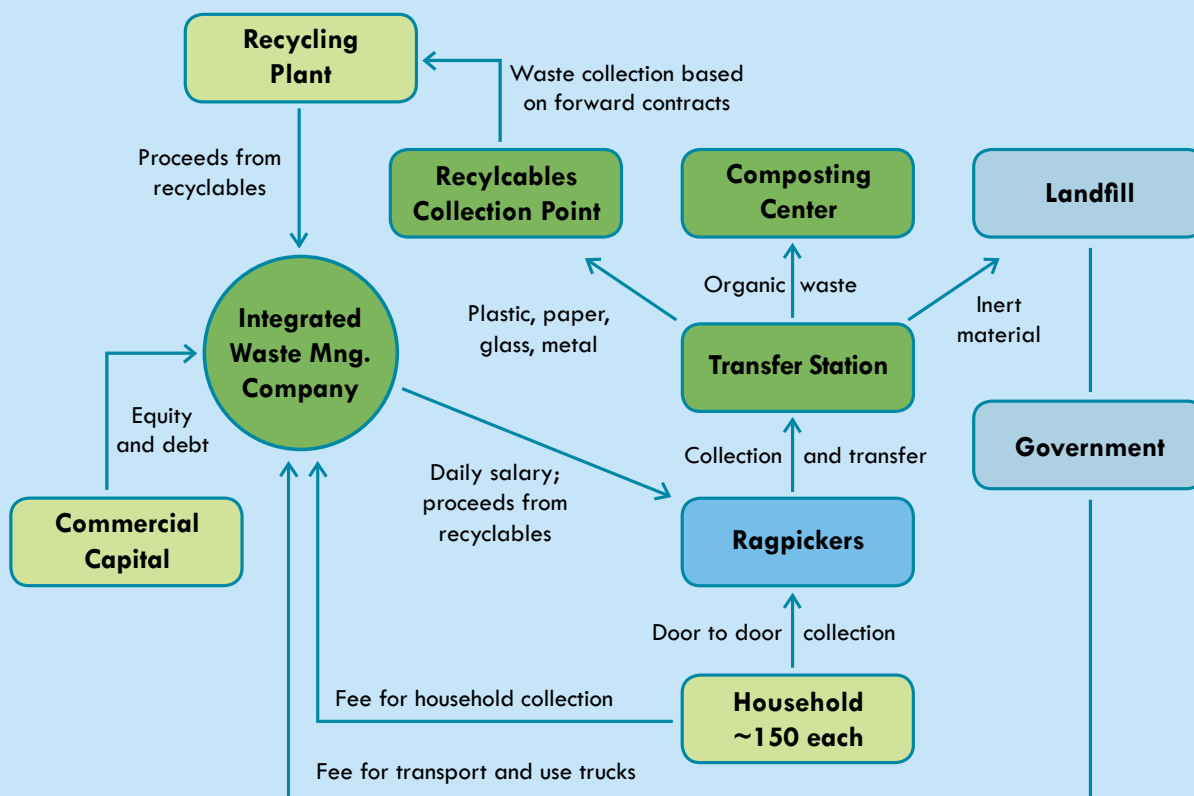 Recycling
Plant
Waste collection based
on forward contracts
Proceeds from
recyclables
Recylcables
Collection Point
Composting
Center
Landfill
Organic waste
Plastic, paper,
glass, metal
Inert
material
Integrated
Waste Mng.
Company
Transfer Station
Equity
and debt
Collection and transfer
Government
Daily salary;
proceeds from
recyclables
Commercial
Capital
Ragpickers
Door to door collection
Fee for household collection
Household
~150 each
Fee for transport and use trucks